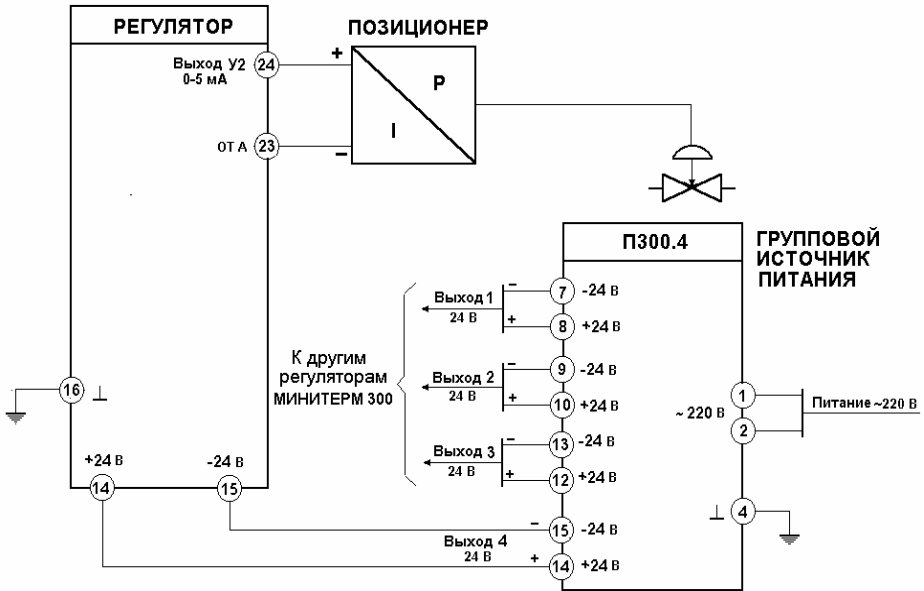 РЕГУЛЯТОР
ПОЗИЦИОНЕР
Выход У2
0-5 мА
24
+
P
I
ОТ А
23
–
П300.4
ГРУППОВОЙ
ИСТОЧНИК
ПИТАНИЯ
Выход 1
24 В
–
7
-24 В
+
8
+24 В
К другим
регуляторам
МИНИТЕРМ 300
Выход 2
24 В
–
9
-24 В
+
10
+24 В
Выход 3
24 В
–
13
-24 В
+
12
+24 В
~ 220 В
1
2
Питание ~220 В
16
⊥
+24 В
14
-24 В
15
⊥
4
Выход 4
24 В
–
15
-24 В
+
14
+24 В